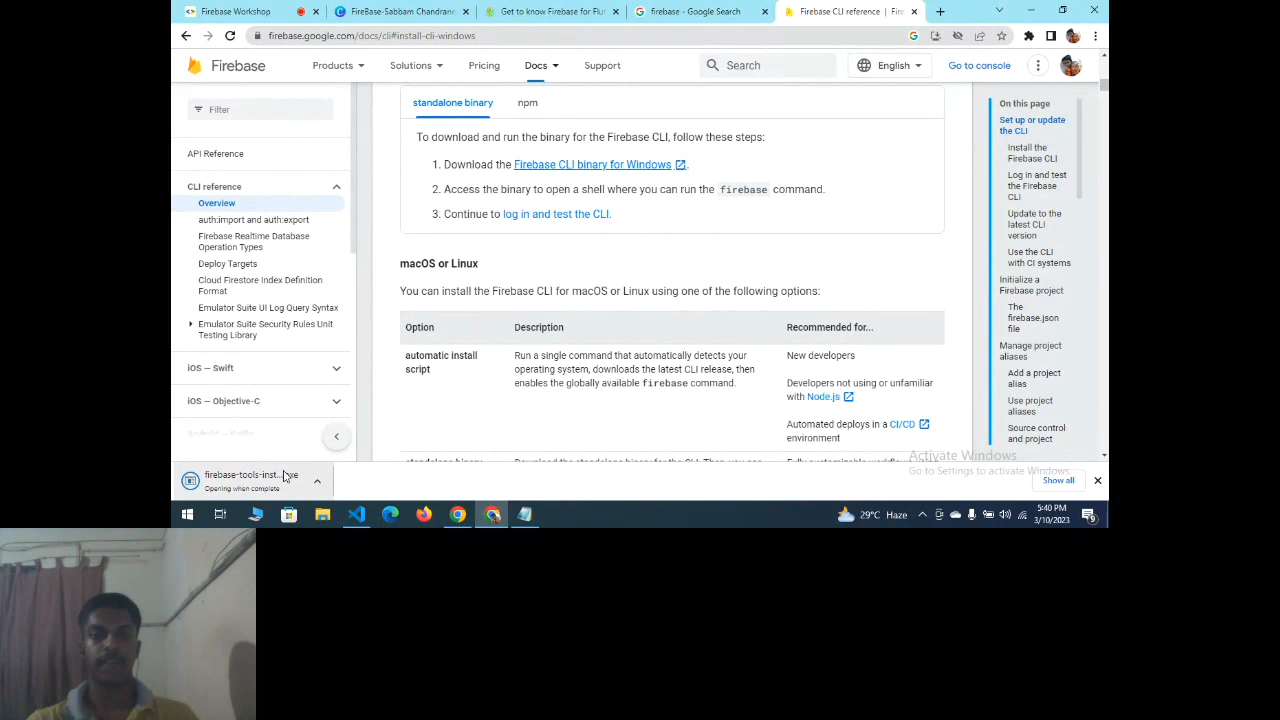 Firebase Workshop
FireBase-Sabbam Chandrane
Get to know Firebase for Flu
firebase - Google Search
Firebase CLI reference | Fire
firebase.google.com/docs/cli#install-cli-windows
Firebase
Products
Solutions
Pricing
Docs
Support
Search
English
Go to console
Filter
API Reference
CLI reference
Overview
auth:import and auth:export
Firebase Realtime Database
Operation Types
Deploy Targets
Cloud Firestore Index Definition
Format
Emulator Suite UI Log Query Syntax
Emulator Suite Security Rules Unit
Testing Library
iOS – Swift
iOS – Objective-C
standalone binary
npm
To download and run the binary for the Firebase CLI, follow these steps:
1. Download the Firebase CLI binary for Windows.
2. Access the binary to open a shell where you can run the firebase command.
3. Continue to log in and test the CLI.
macOS or Linux
You can install the Firebase CLI for macOS or Linux using one of the following options:
Option
Description
Recommended for...
automatic install
script
Run a single command that automatically detects your
operating system, downloads the latest CLI release, then
enables the globally available firebase command.
New developers
Developers not using or unfamiliar
with Node.js
Automated deploys in a CI/CD
environment
On this page
Set up or update
the CLI
Install the
Firebase CLI
Log in and test
the Firebase
CLI
Update to the
latest CLI
version
Use the CLI
with CI systems
Initialize a
Firebase project
The
firebase.json
file
Manage project
aliases
Add a project
alias
Use project
aliases
Source control
and project
Activate Windows
Go to Settings to activate Windows.
firebase-tools-inst....exe
Opening when complete
Show all
29°C Haze
5:40 PM
3/10/2023
9